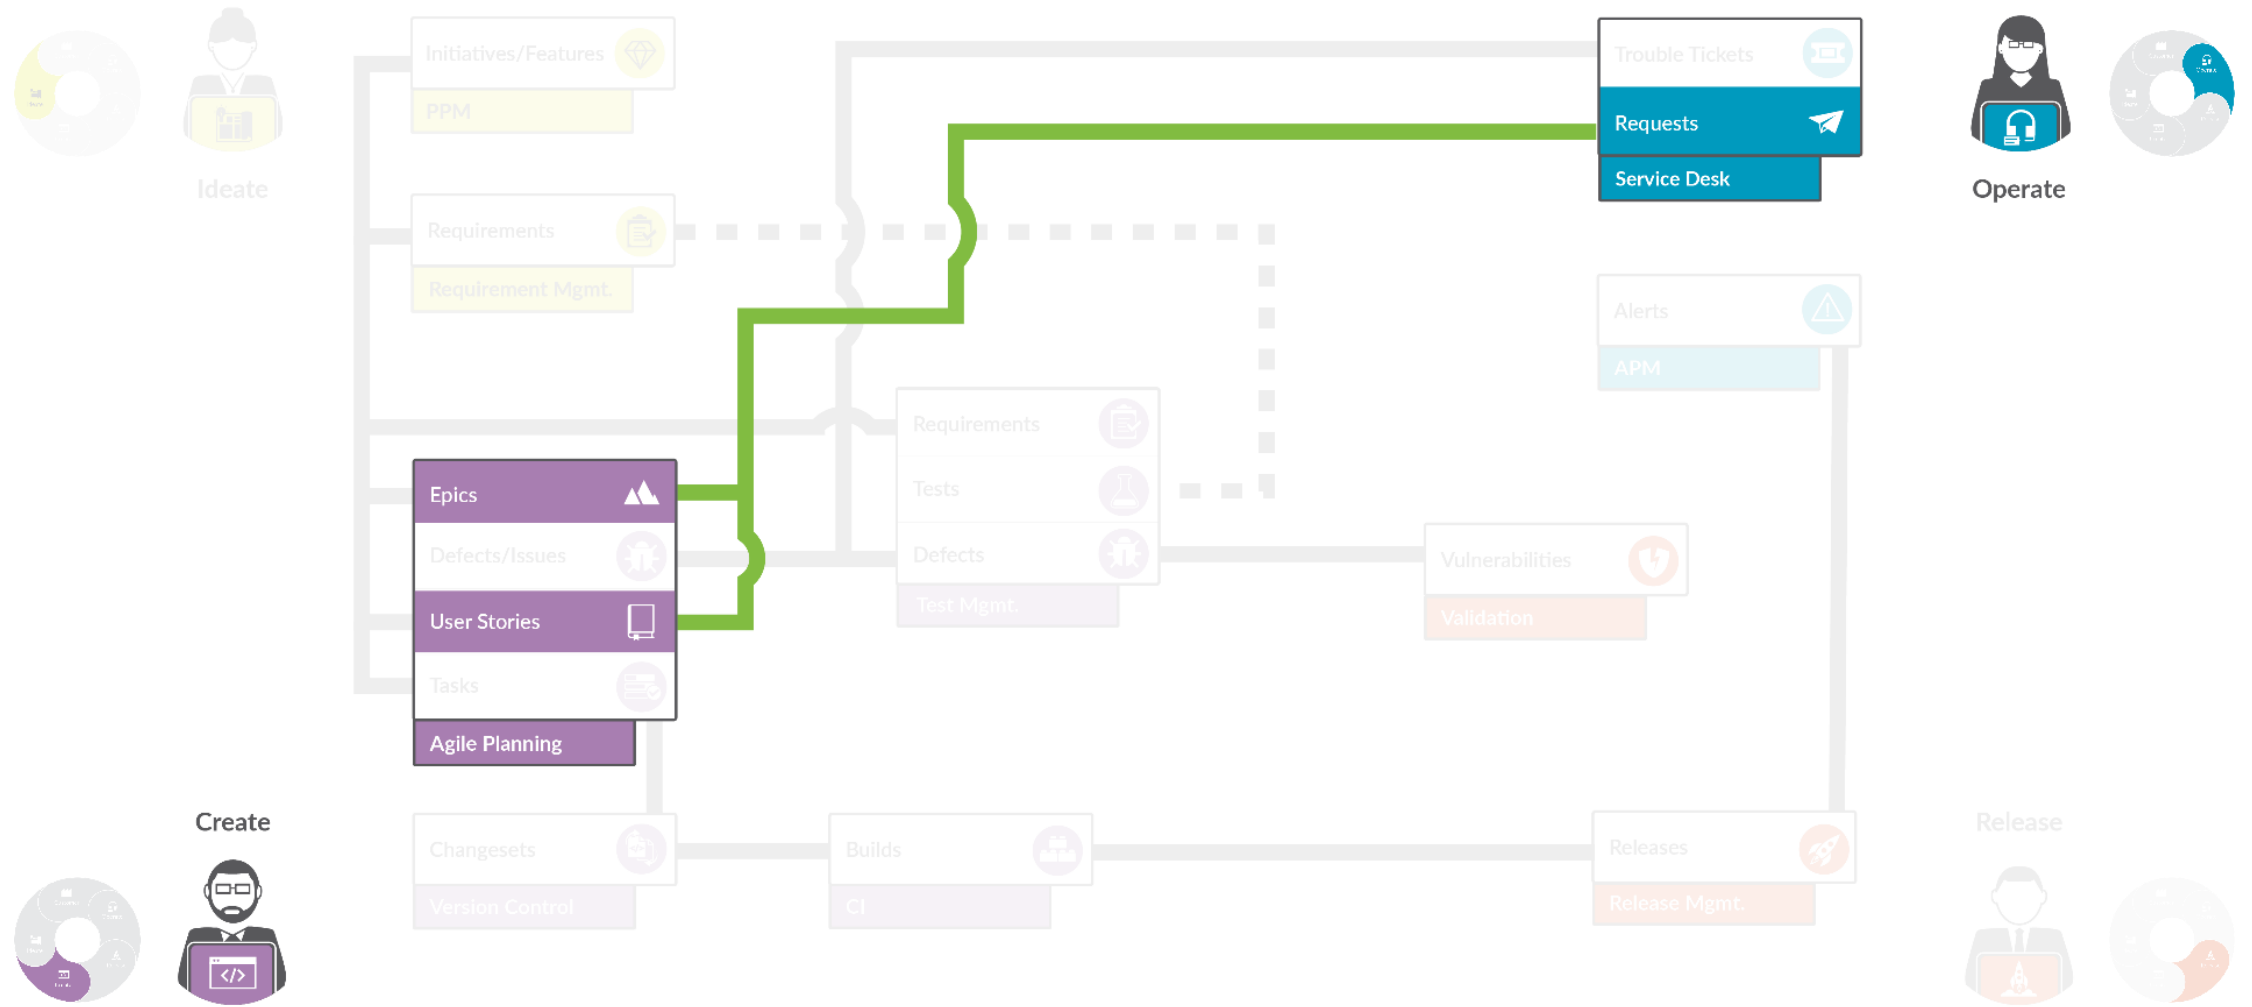 Initiatives/Features
PPM
Ideate
Requirements
Requirement Mgmt.
Trouble Tickets
Requests
Service Desk
Operate
Alerts
APM
Requirements
Tests
Defects
Test Mgmt.
Epics
Defects/Issues
User Stories
Tasks
Agile Planning
Vulnerabilities
Validation
Create
Changesets
Version Control
Builds
CI
Releases
Release Mgmt.
Release